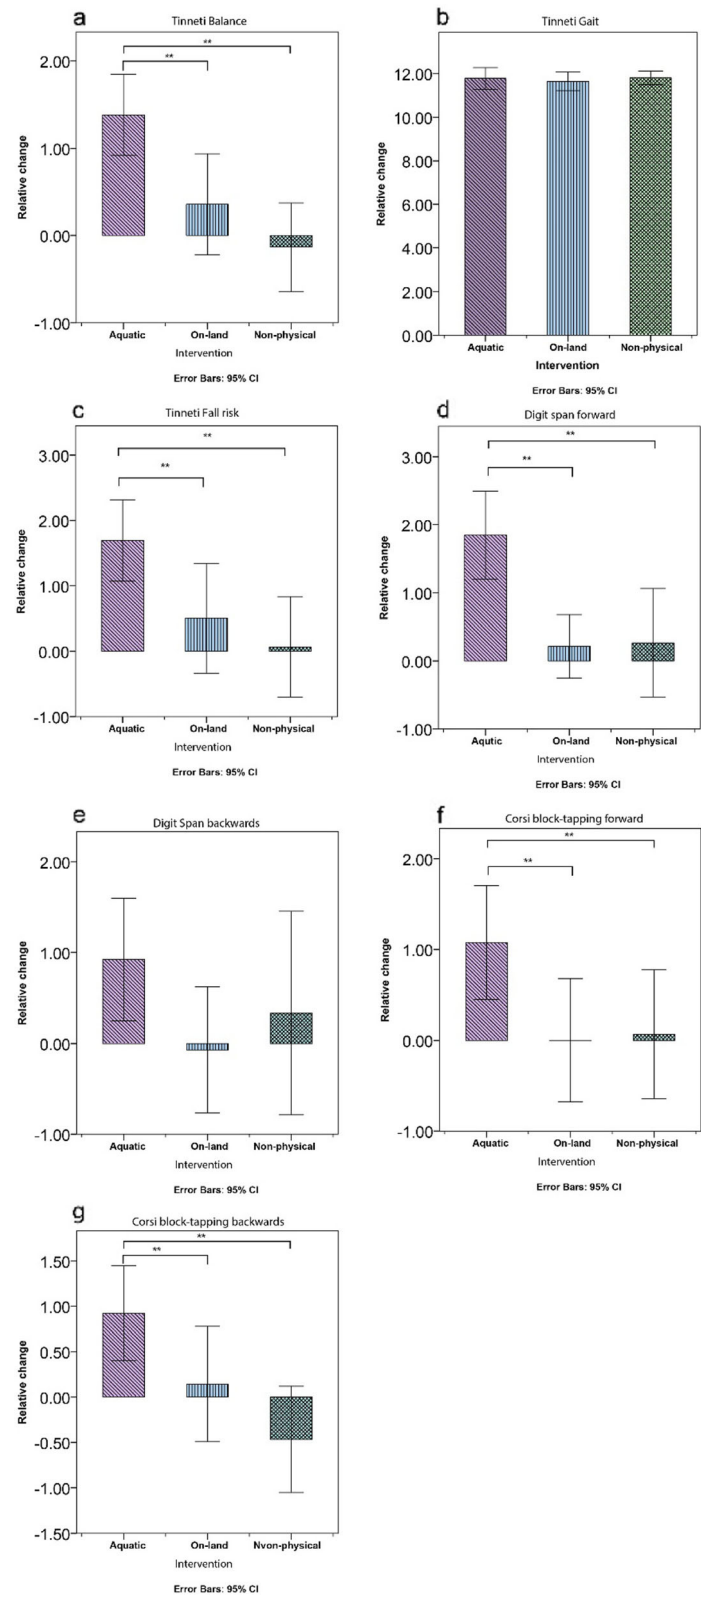 a
Tinneti Balance
**
**
2.00
1.00
0.00
-1.00
Relative change
Aquatic On-land Non-physical
Intervention
Error Bars: 95% CI
b
Tinneti Gait
12.00
10.00
8.00
6.00
4.00
2.00
0.00
Relative change
Aquatic On-land Non-physical
Intervention
Error Bars: 95% CI
c
Tinneti Fall risk
**
**
3.00
2.00
1.00
0.00
-1.00
Relative change
Aquatic On-land Non-physical
Intervention
Error Bars: 95% CI
d
Digit span forward
**
**
3.00
2.00
1.00
0.00
-1.00
Relative change
Aqutic On-land Non-physical
Intervention
Error Bars: 95% CI
e
Digit Span backwards
2.00
1.00
0.00
-1.00
Relative change
Aquatic On-land Non-physical
Intervention
Error Bars: 95% CI
f
Corsi block-tapping forward
**
**
2.00
1.00
0.00
-1.00
Relative change
Aquatic On-land Non-physical
Intervention
Error Bars: 95% CI
g
Corsi block-tapping backwards
**
**
1.50
1.00
0.50
0.00
-0.50
-1.00
-1.50
Relative change
Aquatic On-land Nvon-physical
Intervention
Error Bars: 95% CI